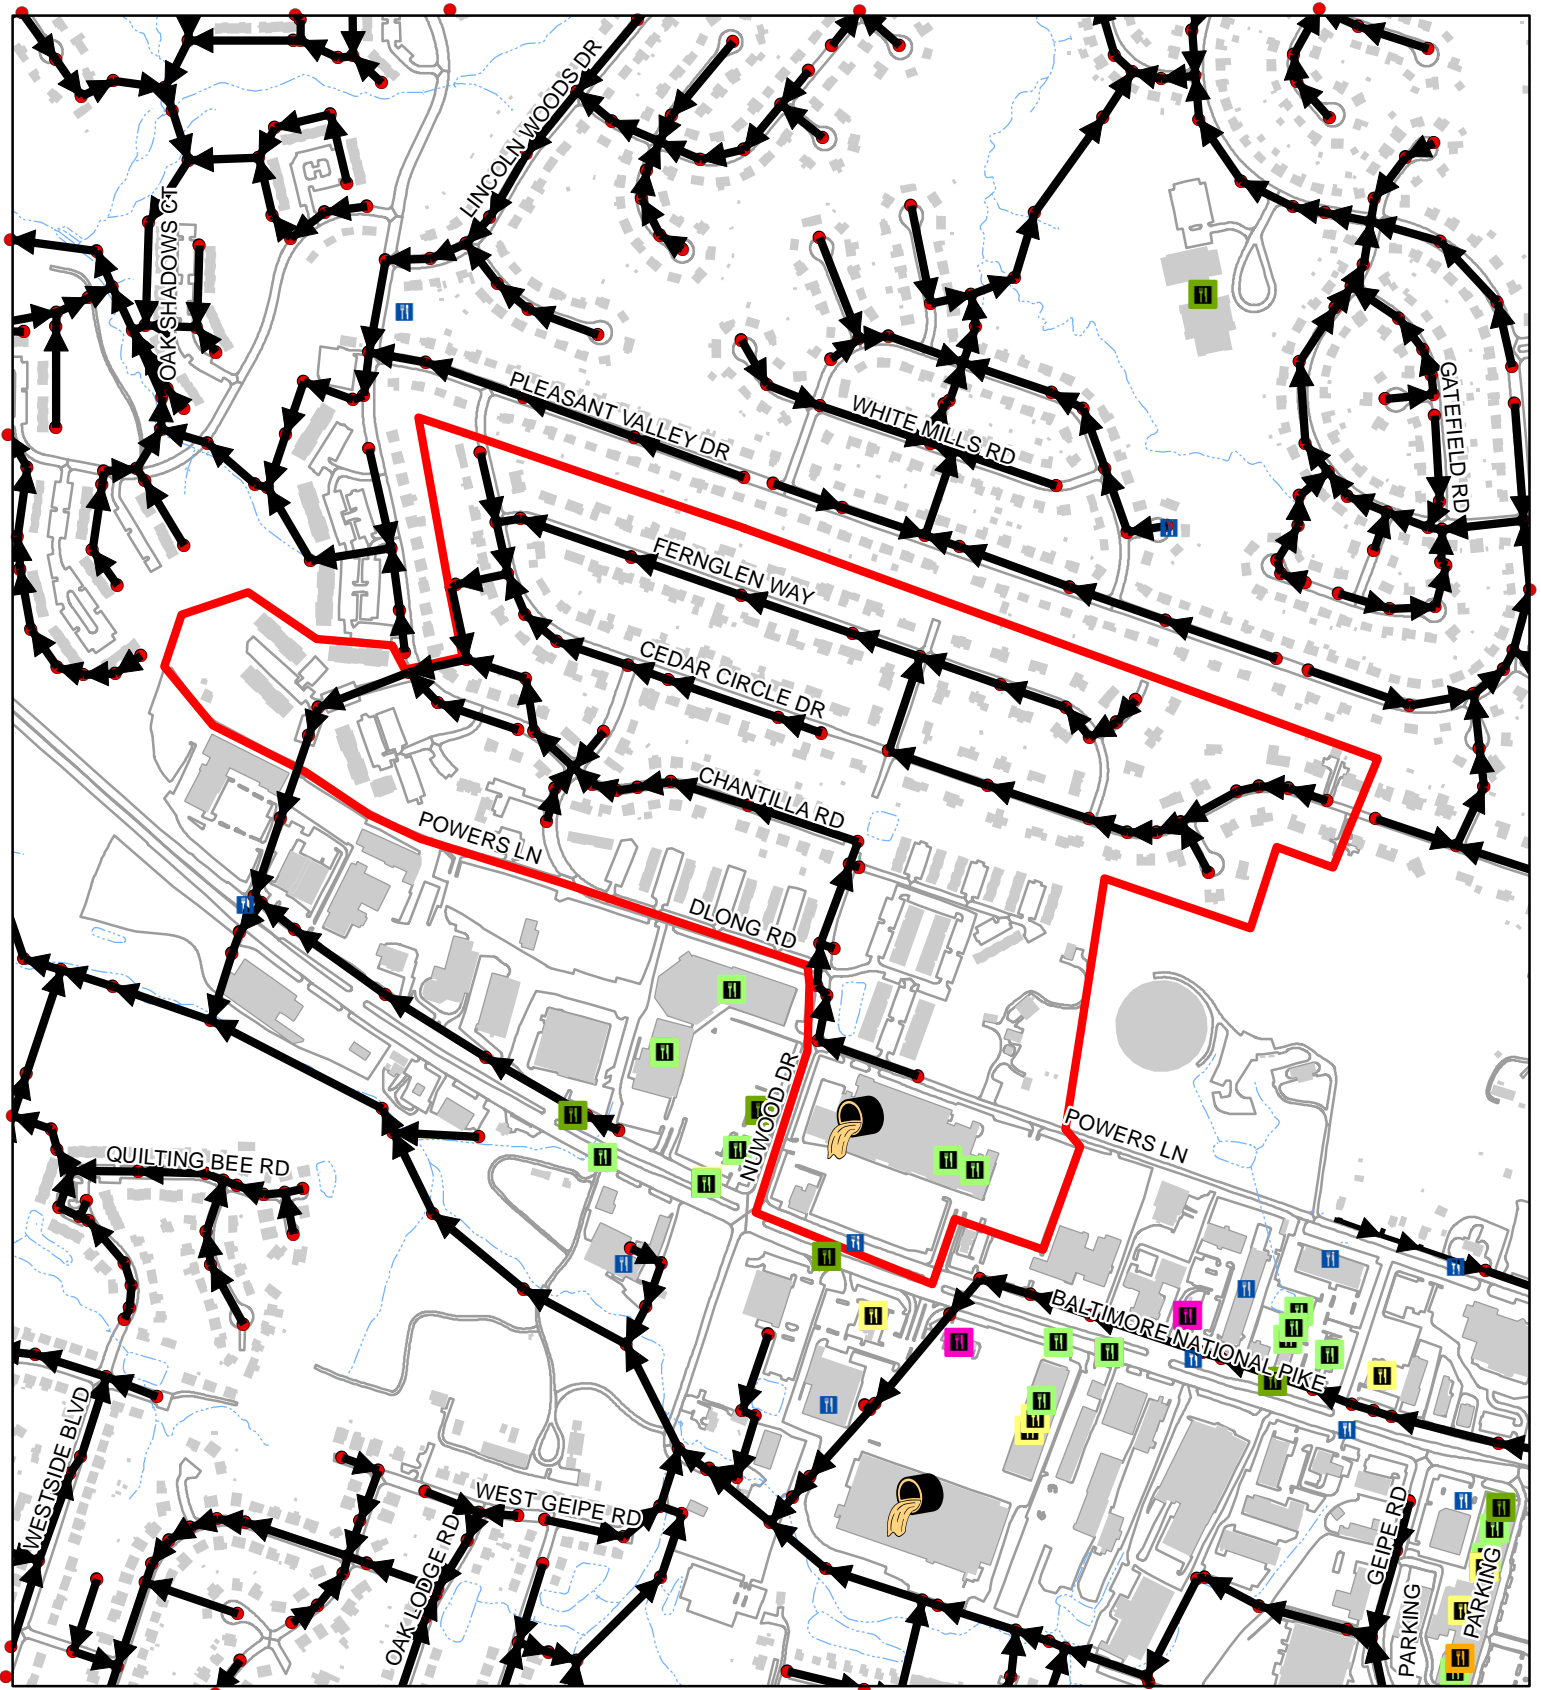 LINCOLN WOODS DR
OAK SHADOWS CT
PLEASANT VALLEY DR
WHITE MILLS RD
GATEFIELD RD
FERNGLEN WAY
CEDAR CIRCLE DR
CHANTILLA RD
POWERS LN
DLONG RD
NUWOOD DR
POWERS LN
QUILTING BEE RD
BALTIMORE NATIONAL PIKE
WESTSIDE BLVD
WEST GEIPE RD
OAK LODGE RD
GEIPE RD
PARKING
PARKING